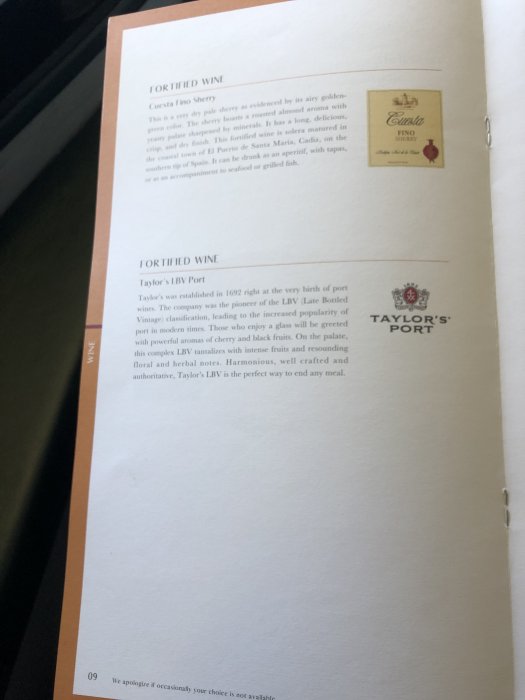 FORTIFIED WINE
Cuesta Fino Sherry
This is a very dry pale sherry as evidenced by its airy golden-
green color. The sherry boasts a roasted almond aroma with
yeasty palate sharpened by minerals. It has a long, delicious,
crisp, and dry finish. This fortified wine is solera matured in
the coastal town of El Puerto de Santa Maria, Cadiz, on the
southern tip of Spain. It can be drunk as an aperitif, with tapas,
or as an accompaniment to seafood or grilled fish.
Cuesta
FINO
SHERRY
FORTIFIED WINE
Taylor's LBV Port
Taylor's was established in 1692 right at the very birth of port
wines. The company was the pioneer of the LBV (Late Bottled
Vintage) classification, leading to the increased popularity of
port in modern times. Those who enjoy a glass will be greeted
with powerful aromas of cherry and black fruits. On the palate,
this complex LBV tantalizes with intense fruits and resounding
floral and herbal notes. Harmonious, well crafted and
authoritative, Taylor's LBV is the perfect way to end any meal.
TAYLOR'S
PORT
WINE
09
We apologize if occasionally your choice is not available